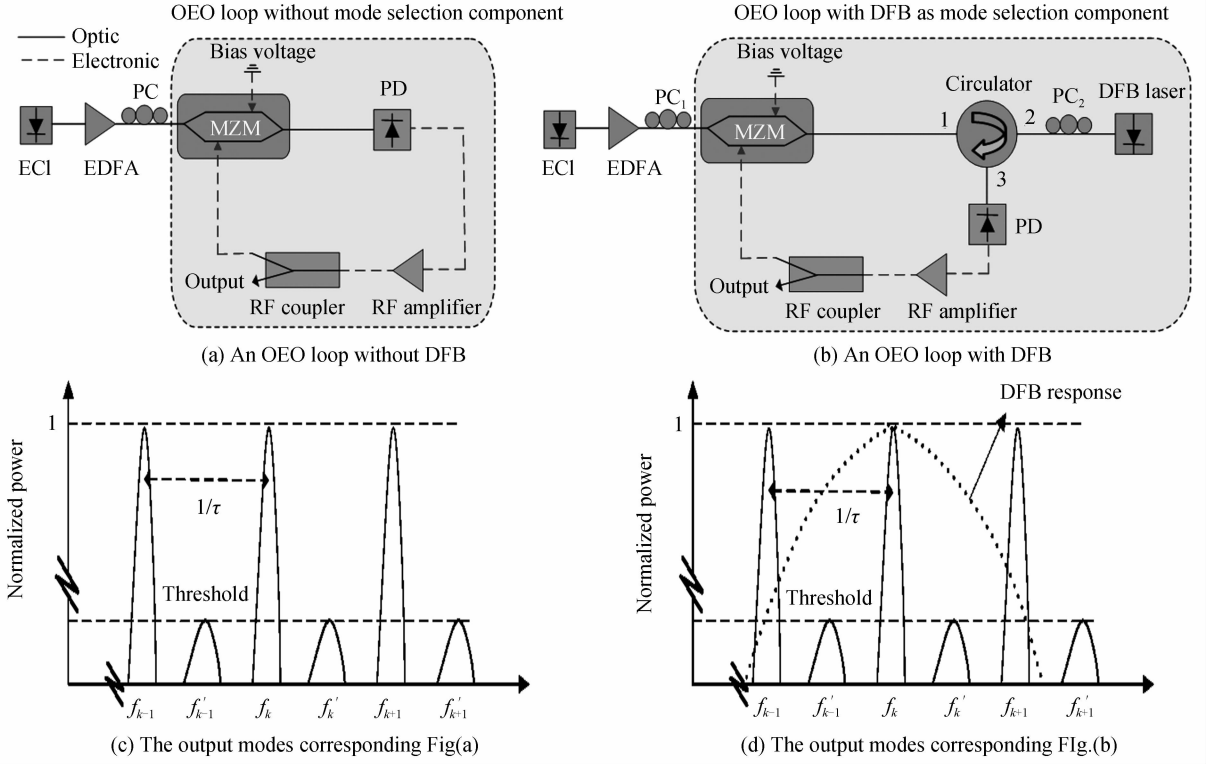 OEO loop without mode selection component
Optic
Electronic
Bias voltage
PC
PD
MZM
ECl
EDFA
Output
RF coupler
RF amplifier
(a) An OEO loop without DFB
OEO loop with DFB as mode selection component
Bias voltage
Circulator
PC1
PC2
DFB laser
MZM
1
2
3
ECl
EDFA
PD
Output
RF coupler
RF amplifier
(b) An OEO loop with DFB
Normalized power
1
1/τ
Threshold
fk−1
f′k−1
fk
fk′
fk+1
f′k+1
(c) The output modes corresponding Fig(a)
DFB response
Normalized power
1
1/τ
Threshold
fk−1
f′k−1
fk
fk′
fk+1
f′k+1
(d) The output modes corresponding FIg.(b)